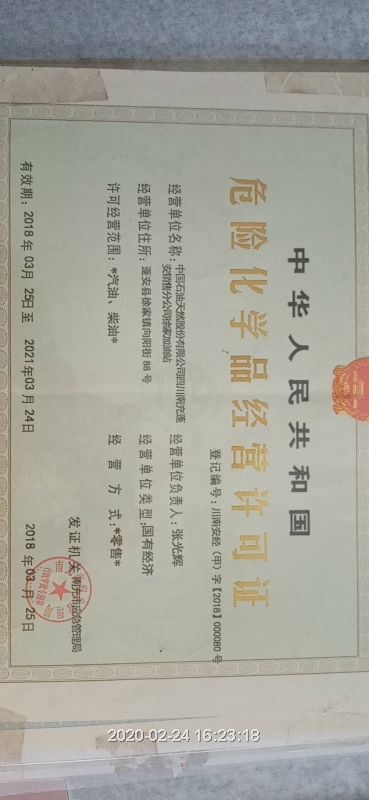 中华人民共和国
危险化学品经营许可证
登记编号：川南安经（甲）字【2018】000080号
经营单位名称：中国石油天然股份有限公司四川南充蓬安销售分公司徐家加油站
经营单位负责人：张光辉
经营单位住所：蓬安县徐家镇向阳街88号
经营单位类型：国有经济
许可经营范围：*汽油、柴油*
经营方式：*零售*
发证机关：南充市应急管理局
有效期：2018年03月25日至2021年03月24日
2018年03月25日
2020-02-24 16:23:18